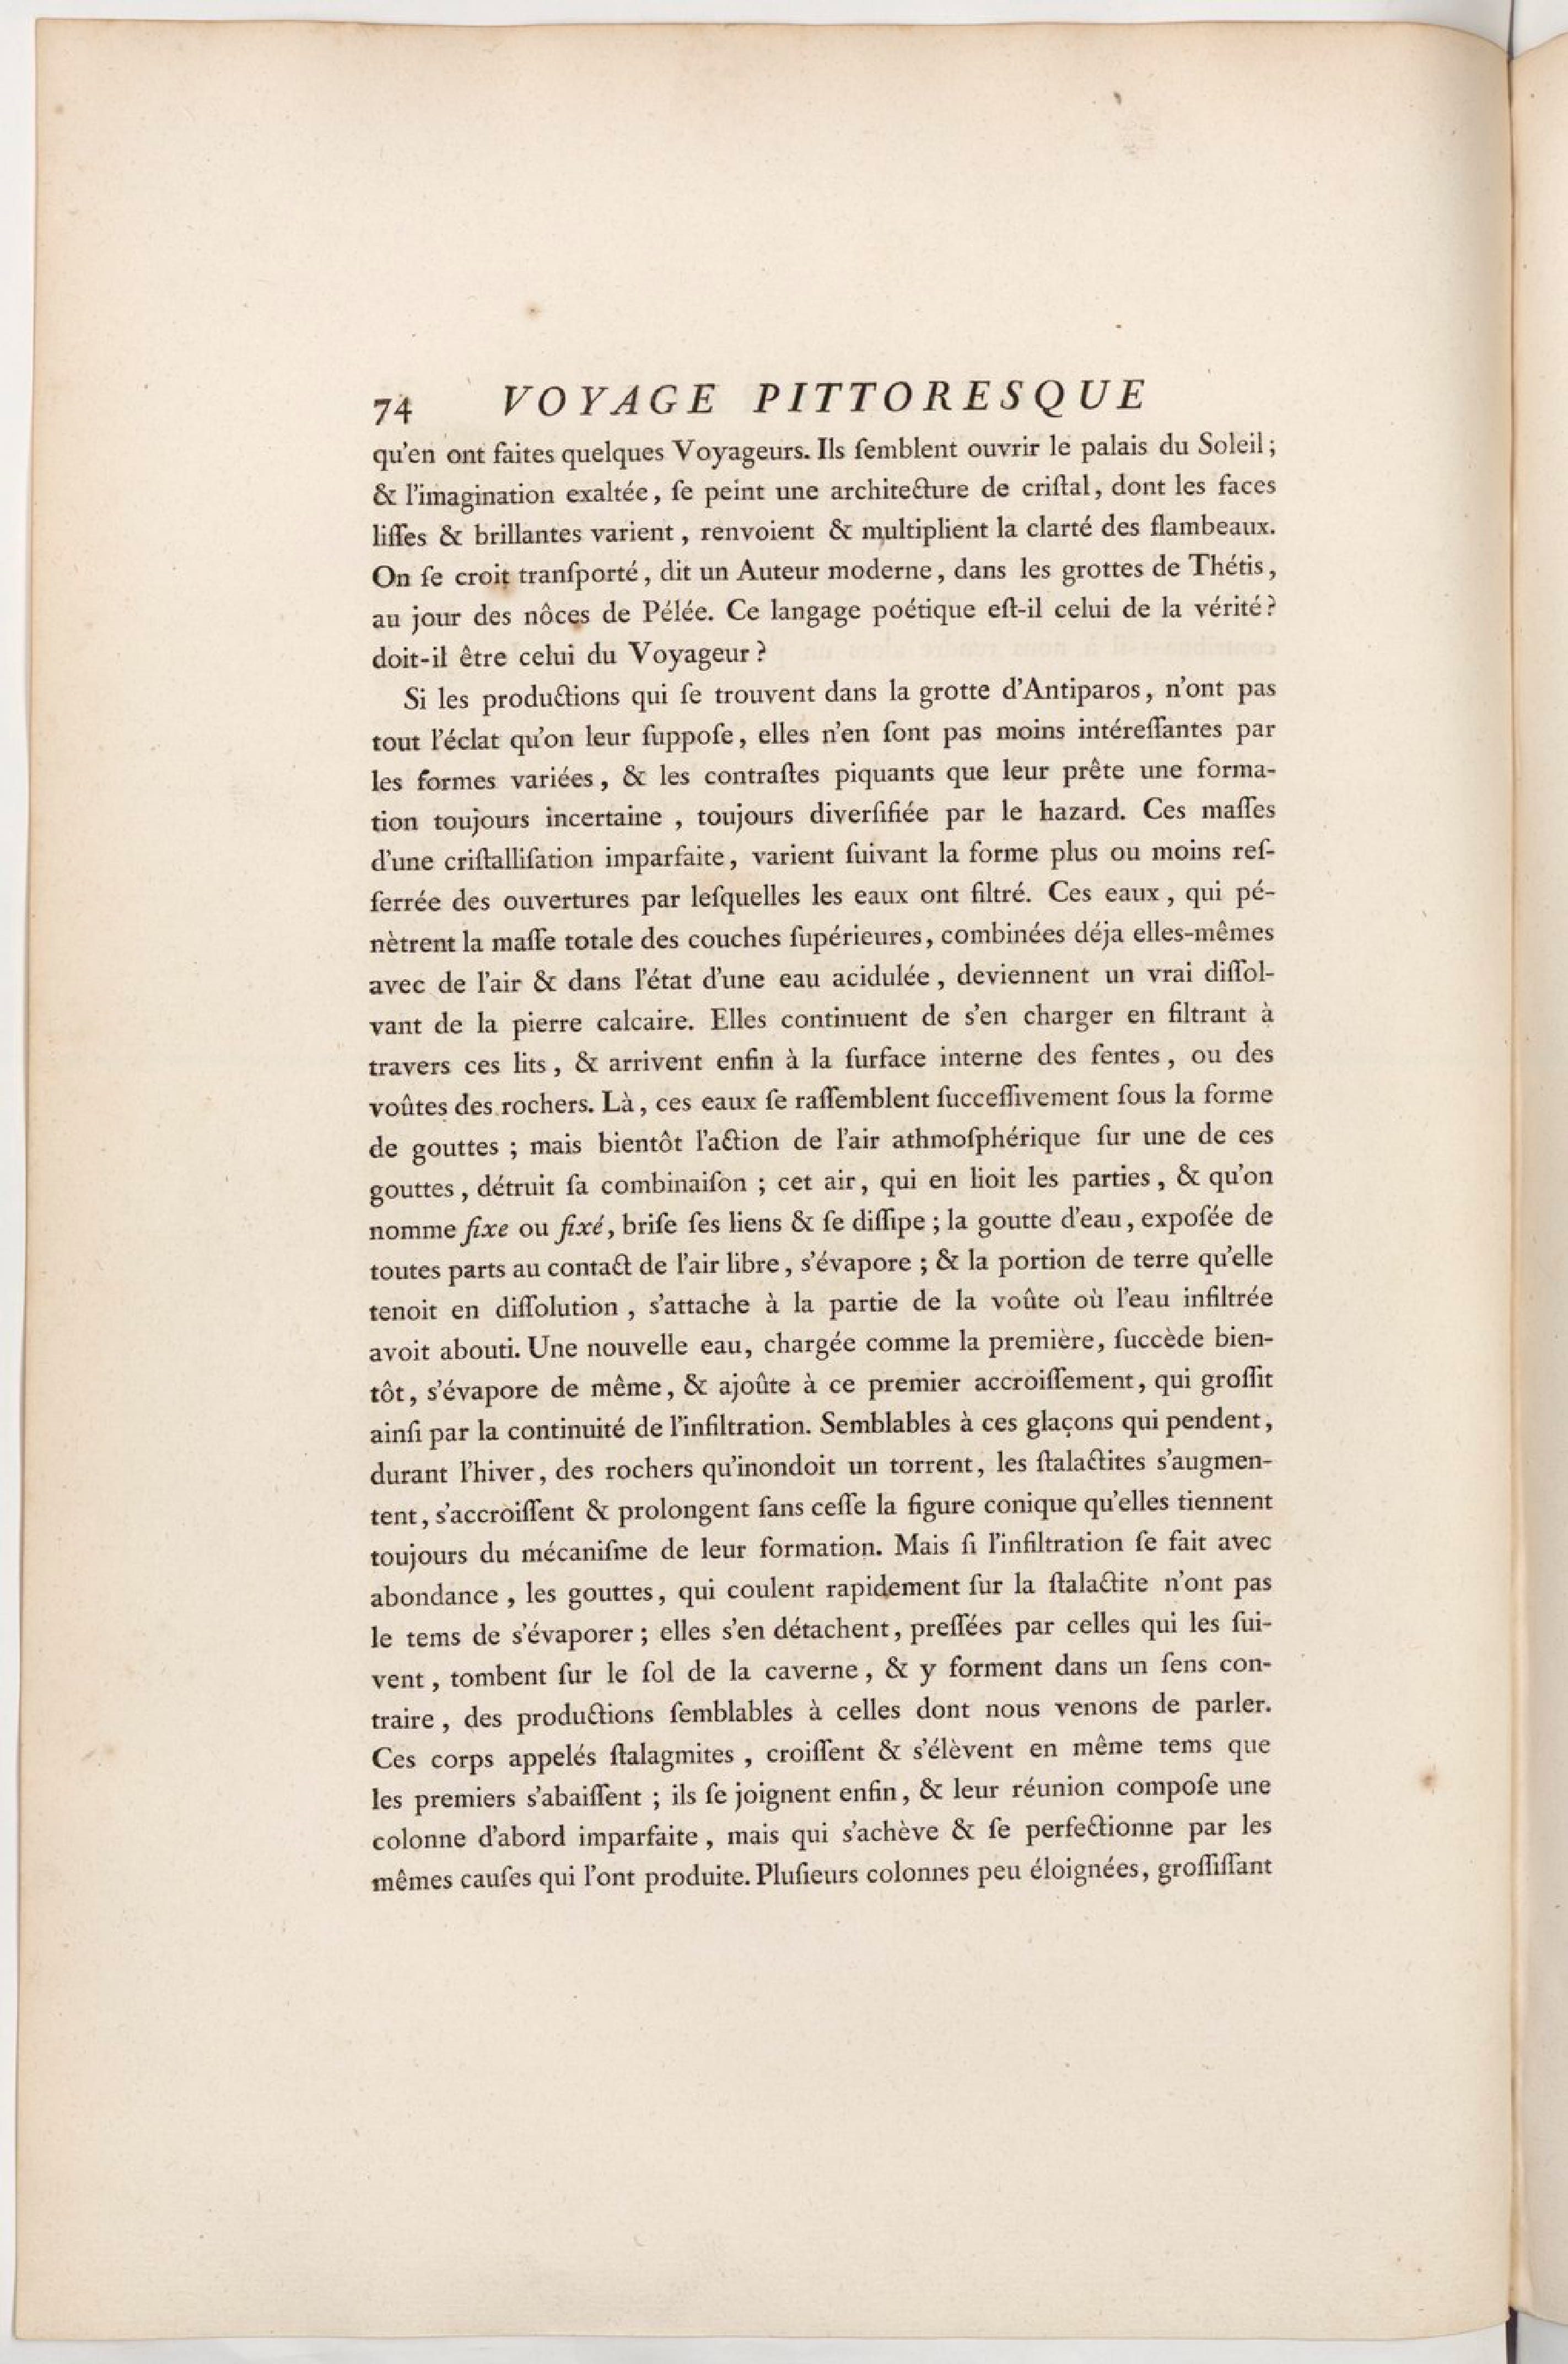 74 VOYAGE PITTORESQUE
qu'en ont faites quelques Voyageurs. Ils ſemblent ouvrir le palais du Soleil;
& l'imagination exaltée, ſe peint une architecture de criſtal, dont les faces
liſſes & brillantes varient, renvoient & multiplient la clarté des flambeaux.
On ſe croit tranſporté, dit un Auteur moderne, dans les grottes de Thétis,
au jour des nôces de Pélée. Ce langage poétique eſt-il celui de la vérité?
doit-il être celui du Voyageur?
Si les productions qui ſe trouvent dans la grotte d'Antiparos, n'ont pas
tout l'éclat qu'on leur ſuppoſe, elles n'en ſont pas moins intéreſſantes par
les formes variées, & les contraſtes piquants que leur prête une forma-
tion toujours incertaine, toujours diverſifiée par le hazard. Ces maſſes
d'une criſtalliſation imparfaite, varient ſuivant la forme plus ou moins reſ-
ſerrée des ouvertures par leſquelles les eaux ont filtré. Ces eaux, qui pé-
nètrent la maſſe totale des couches ſupérieures, combinées déja elles-mêmes
avec de l'air & dans l'état d'une eau acidulée, deviennent un vrai diſſol-
vant de la pierre calcaire. Elles continuent de s'en charger en filtrant à
travers ces lits, & arrivent enfin à la ſurface interne des fentes, ou des
voûtes des rochers. Là, ces eaux ſe raſſemblent ſucceſſivement ſous la forme
de gouttes; mais bientôt l'action de l'air athmoſphérique ſur une de ces
gouttes, détruit ſa combinaiſon; cet air, qui en lioit les parties, & qu'on
nomme fixe ou fixé, briſe ſes liens & ſe diſſipe; la goutte d'eau, expoſée de
toutes parts au contact de l'air libre, s'évapore; & la portion de terre qu'elle
tenoit en diſſolution, s'attache à la partie de la voûte où l'eau infiltrée
avoit abouti. Une nouvelle eau, chargée comme la première, ſuccède bien-
tôt, s'évapore de même, & ajoûte à ce premier accroiſſement, qui groſſit
ainſi par la continuité de l'infiltration. Semblables à ces glaçons qui pendent,
durant l'hiver, des rochers qu'inondoit un torrent, les ſtalactites s'augmen-
tent, s'accroiſſent & prolongent ſans ceſſe la figure conique qu'elles tiennent
toujours du mécaniſme de leur formation. Mais ſi l'infiltration ſe fait avec
abondance, les gouttes, qui coulent rapidement ſur la ſtalactite n'ont pas
le tems de s'évaporer; elles s'en détachent, preſſées par celles qui les ſui-
vent, tombent ſur le ſol de la caverne, & y forment dans un ſens con-
traire, des productions ſemblables à celles dont nous venons de parler.
Ces corps appelés ſtalagmites, croiſſent & s'élèvent en même tems que
les premiers s'abaiſſent; ils ſe joignent enfin, & leur réunion compoſe une
colonne d'abord imparfaite, mais qui s'achève & ſe perfectionne par les
mêmes cauſes qui l'ont produite. Pluſieurs colonnes peu éloignées, groſſiſſant